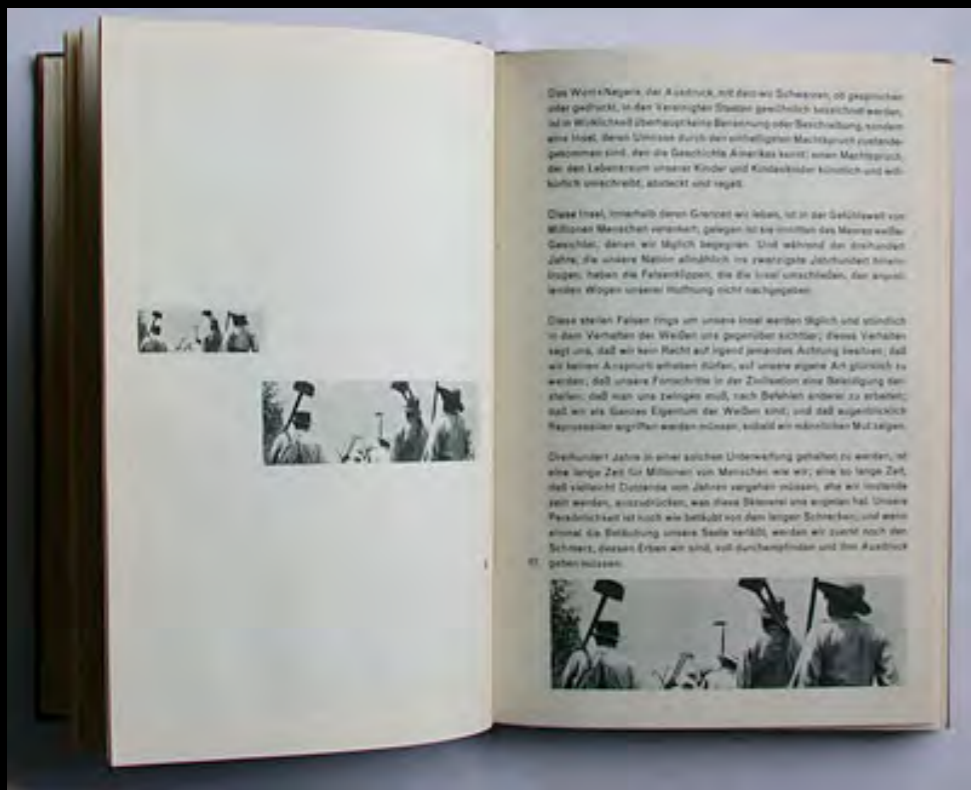 Das Wort »Neger«, der Ausdruck, mit dem wir Schwarzen, ob gesprochen
oder gedruckt, in den Vereinigten Staaten gewöhnlich bezeichnet werden,
ist in Wirklichkeit überhaupt keine Benennung oder Beschreibung, sondern
eine Insel, deren Umrisse durch den einhelligsten Machtspruch zustande-
gekommen sind, den die Geschichte Amerikas kennt; einen Machtspruch,
der den Lebensraum unserer Kinder und Kindeskinder künstlich und will-
kürlich umschreibt, absteckt und regelt.
Diese Insel, innerhalb deren Grenzen wir leben, ist in der Gefühlswelt von
Millionen Menschen verankert; gelegen ist sie inmitten des Meeres weißer
Gesichter, denen wir täglich begegnen. Und während der dreihundert
Jahre, die unsere Nation allmählich ins zwanzigste Jahrhundert hinein-
trugen, haben die Felsenklippen, die die Insel umschließen, den anpral-
lenden Wogen unserer Hoffnung nicht nachgegeben.
Diese steilen Felsen rings um unsere Insel werden täglich und stündlich
in dem Verhalten der Weißen uns gegenüber sichtbar; dieses Verhalten
sagt uns, daß wir kein Recht auf irgend jemandes Achtung besitzen; daß
wir keinen Anspruch erheben dürfen, auf unsere eigene Art glücklich zu
werden; daß unsere Fortschritte in der Zivilisation eine Beleidigung dar-
stellen; daß man uns zwingen muß, nach Befehlen anderer zu arbeiten;
daß wir als Ganzes Eigentum der Weißen sind; und daß augenblicklich
Repressalien ergriffen werden müssen, sobald wir männlichen Mut zeigen.
Dreihundert Jahre in einer solchen Unterwerfung gehalten zu werden, ist
eine lange Zeit für Millionen von Menschen wie wir; eine so lange Zeit,
daß vielleicht Dutzende von Jahren vergehen müssen, ehe wir imstande
sein werden, auszudrücken, was diese Sklaverei uns angetan hat. Unsere
Persönlichkeit ist noch wie betäubt von dem langen Schrecken; und wenn
einmal die Betäubung unsere Seele verläßt, werden wir zuerst noch den
Schmerz, dessen Erben wir sind, voll durchempfinden und ihm Ausdruck
geben müssen.